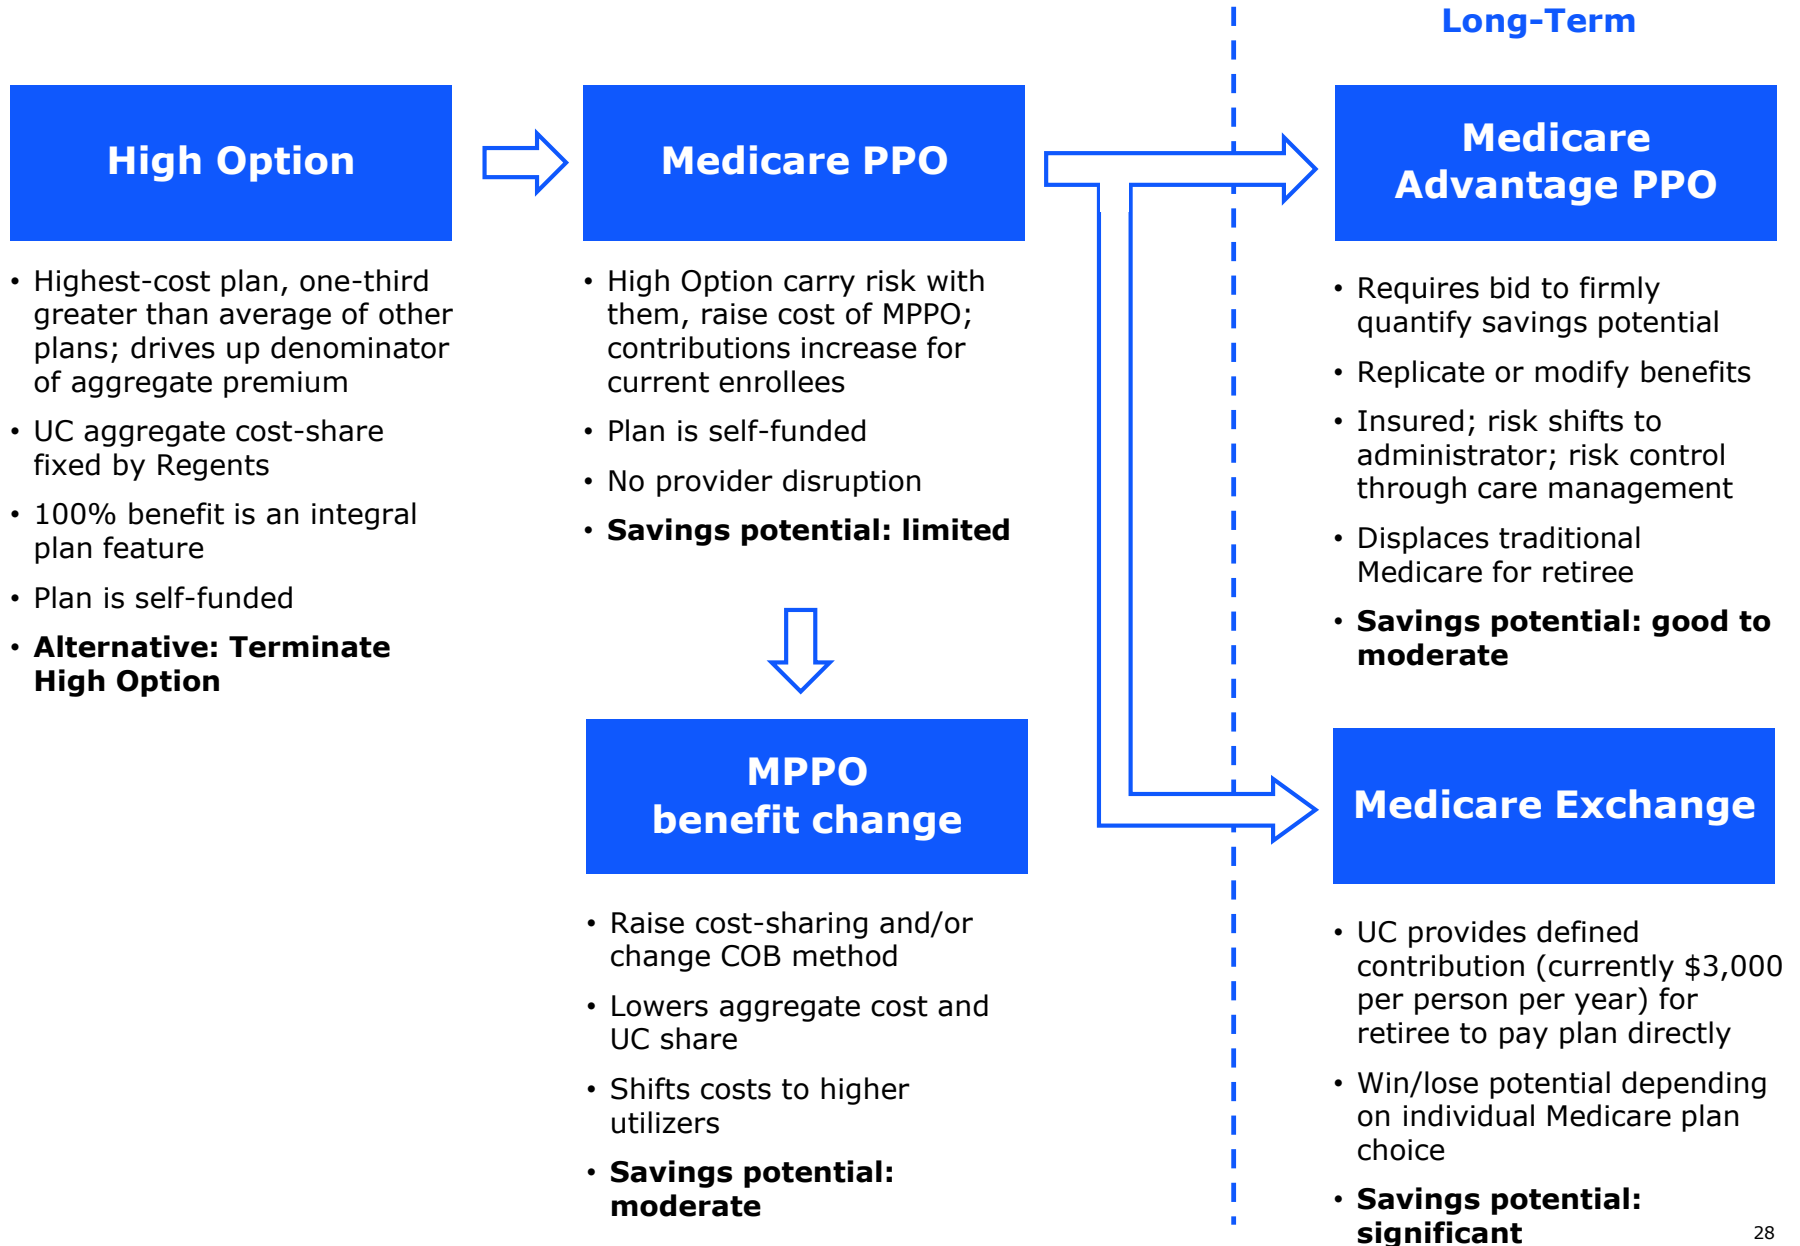 Long-Term
High Option
• Highest-cost plan, one-third
greater than average of other
plans; drives up denominator
of aggregate premium
• UC aggregate cost-share
fixed by Regents
• 100% benefit is an integral
plan feature
• Plan is self-funded
• Alternative: Terminate
High Option
Medicare PPO
• High Option carry risk with
them, raise cost of MPPO;
contributions increase for
current enrollees
• Plan is self-funded
• No provider disruption
• Savings potential: limited
MPPO
benefit change
• Raise cost-sharing and/or
change COB method
• Lowers aggregate cost and
UC share
• Shifts costs to higher
utilizers
• Savings potential:
moderate
Medicare
Advantage PPO
• Requires bid to firmly
quantify savings potential
• Replicate or modify benefits
• Insured; risk shifts to
administrator; risk control
through care management
• Displaces traditional
Medicare for retiree
• Savings potential: good to
moderate
Medicare Exchange
• UC provides defined
contribution (currently $3,000
per person per year) for
retiree to pay plan directly
• Win/lose potential depending
on individual Medicare plan
choice
• Savings potential:
significant
28